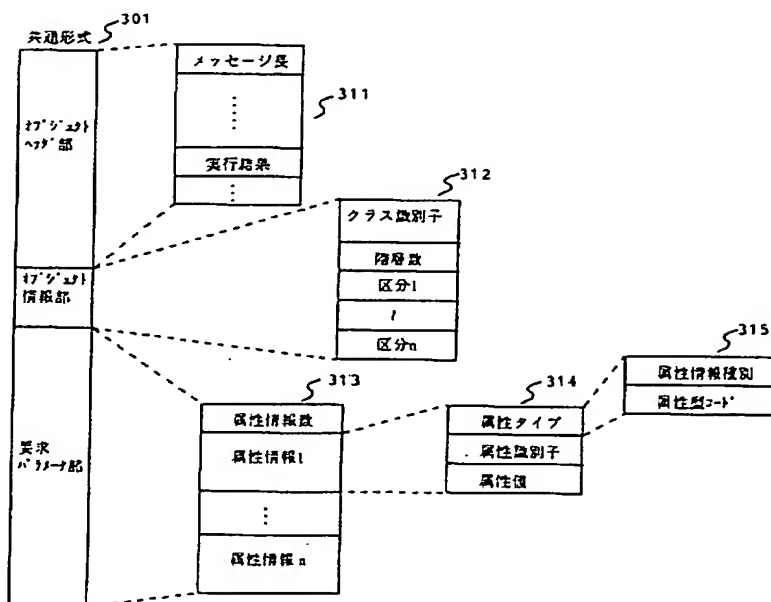 共通形式
301
オブジェクト
ヘッダ部
オブジェクト
情報部
要求
パラメータ部
メッセージ長
⋮
実行結果
⋮
311
312
クラス識別子
階層数
区分1
≀
区分n
313
属性情報数
属性情報1
⋮
属性情報n
314
属性タイプ
属性識別子
属性値
315
属性情報種別
属性型コード